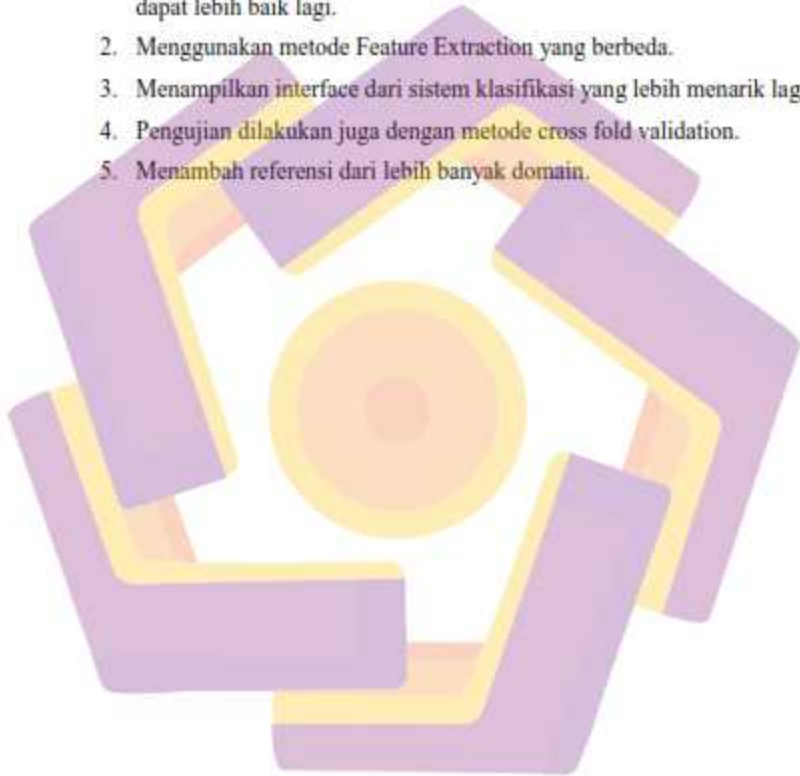 dapat lebih baik lagi.
2. Menggunakan metode Feature Extraction yang berbeda.
3. Menampilkan interface dari sistem klasifikasi yang lebih menarik lag
4. Pengujian dilakukan juga dengan metode cross fold validation.
5. Menambah referensi dari lebih banyak domain.